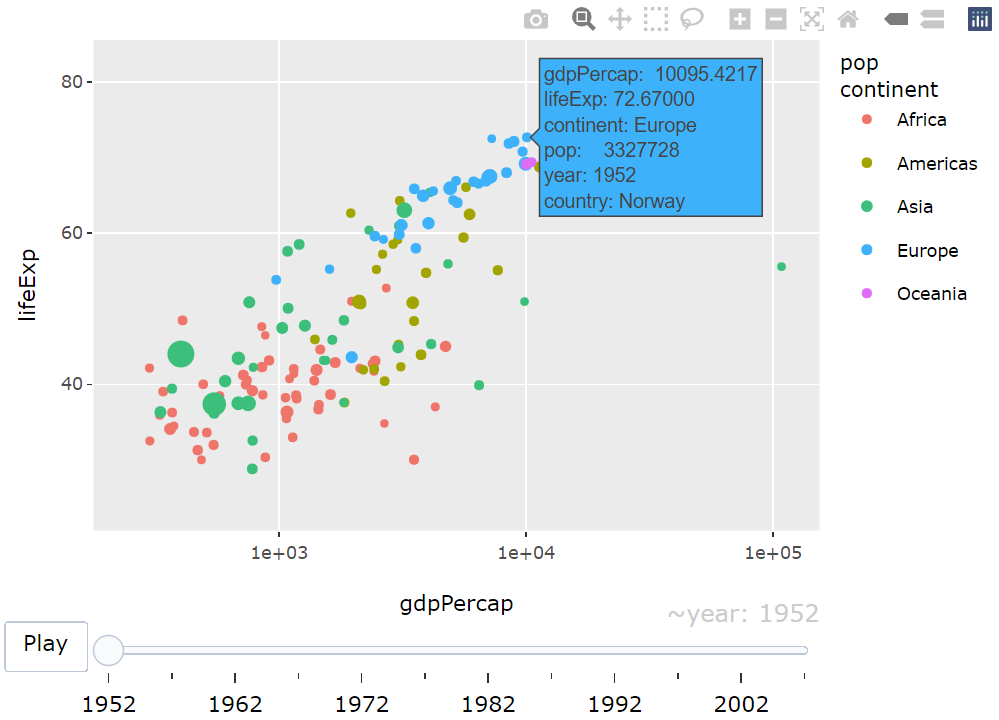 gdpPercap: 10095.4217
lifeExp: 72.67000
continent: Europe
pop: 3327728
year: 1952
country: Norway
pop
continent
Africa
Americas
Asia
Europe
Oceania
80
60
40
lifeExp
1e+03 1e+04 1e+05
gdpPercap
~year: 1952
Play
1952 1962 1972 1982 1992 2002